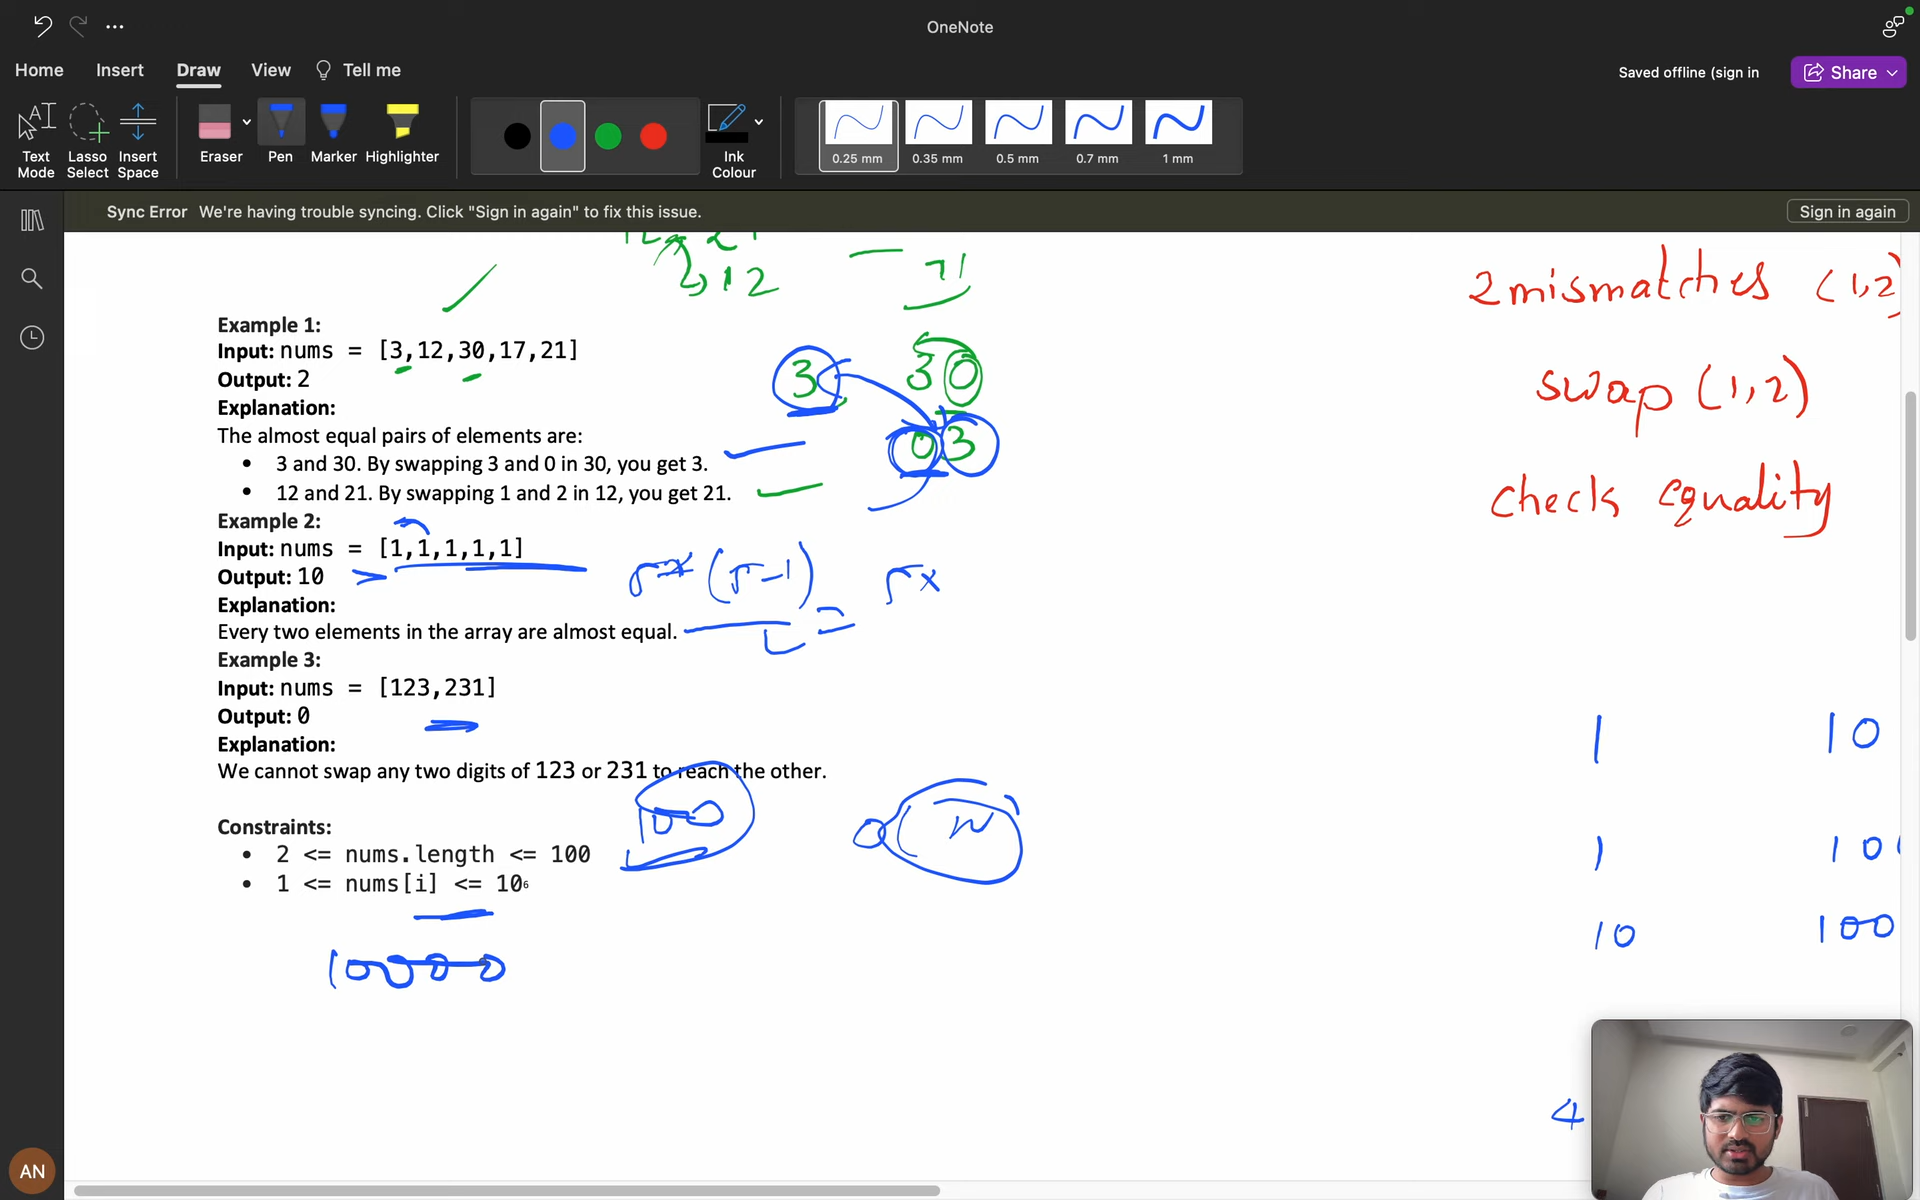 OneNote
Home Insert Draw View Tell me
Saved offline (sign in
Share
Text Mode
Lasso Select
Insert Space
Eraser
Pen
Marker
Highlighter
Ink Colour
0.25 mm
0.35 mm
0.5 mm
0.7 mm
1 mm
Sync Error We're having trouble syncing. Click "Sign in again" to fix this issue.
Sign in again
12
2 mismatches (1,2)
Example 1:
Input: nums = [3,12,30,17,21]
Output: 2
Explanation:
The almost equal pairs of elements are:
• 3 and 30. By swapping 3 and 0 in 30, you get 3.
• 12 and 21. By swapping 1 and 2 in 12, you get 21.
3 30
03
swap (1,2)
check equality
Example 2:
Input: nums = [1,1,1,1,1]
Output: 10
Explanation:
Every two elements in the array are almost equal.
Example 3:
Input: nums = [123,231]
Output: 0
Explanation:
We cannot swap any two digits of 123 or 231 to reach the other.
1 10
100
N
Constraints:
• 2 <= nums.length <= 100
• 1 <= nums[i] <= 10⁶
1 10
10 100
10000
4
AN